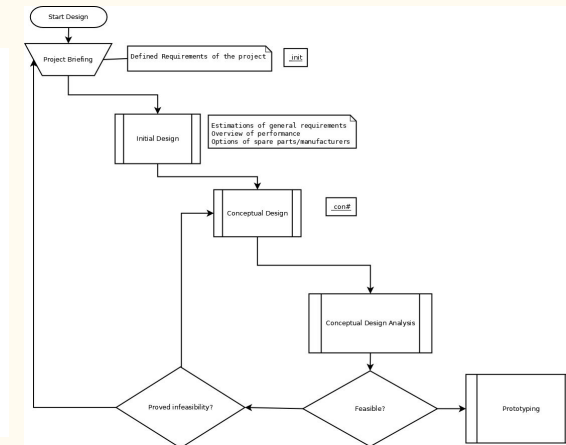 Start Design
Project Briefing
Defined Requirements of the project
_init
Initial Design
Estimations of general requirements
Overview of performance
Options of spare parts/manufacturers
Conceptual Design
_con#
Conceptual Design Analysis
Proved infeasibility?
Feasible?
Prototyping